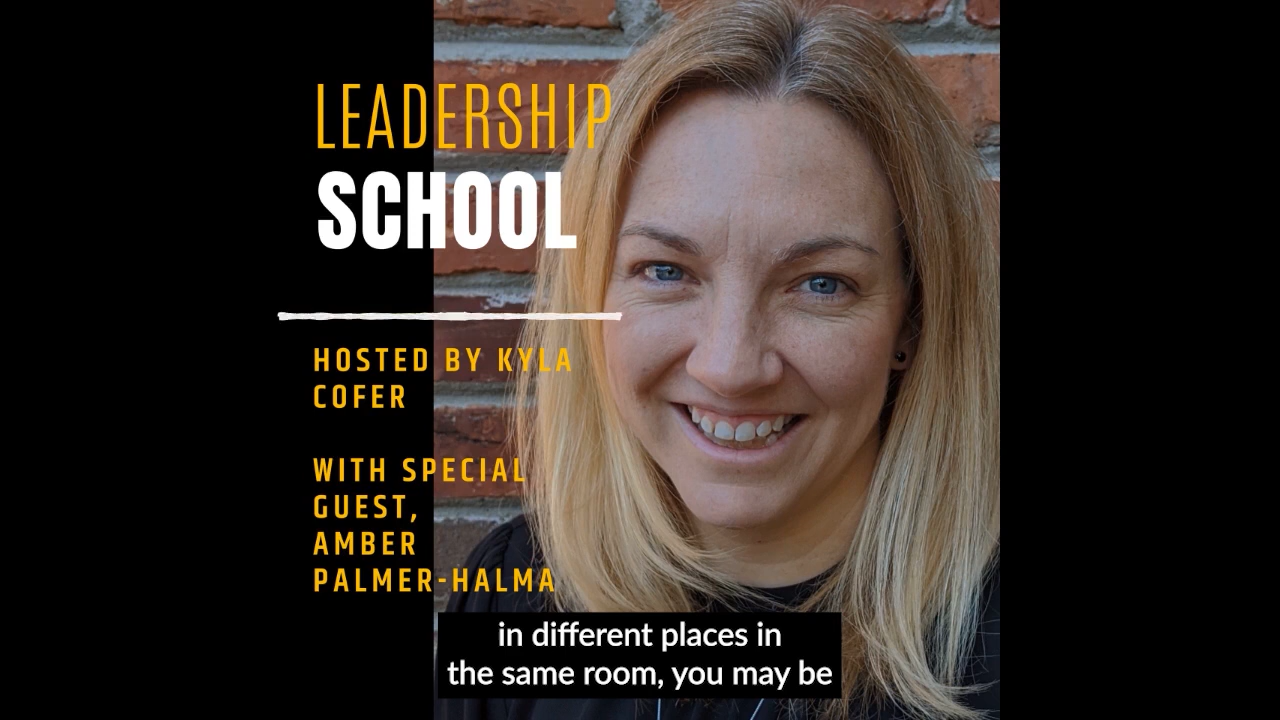 LEADERSHIP
SCHOOL
HOSTED BY KYLA
COFER
WITH SPECIAL
GUEST,
AMBER
PALMER-HALMA
in different places in
the same room, you may be